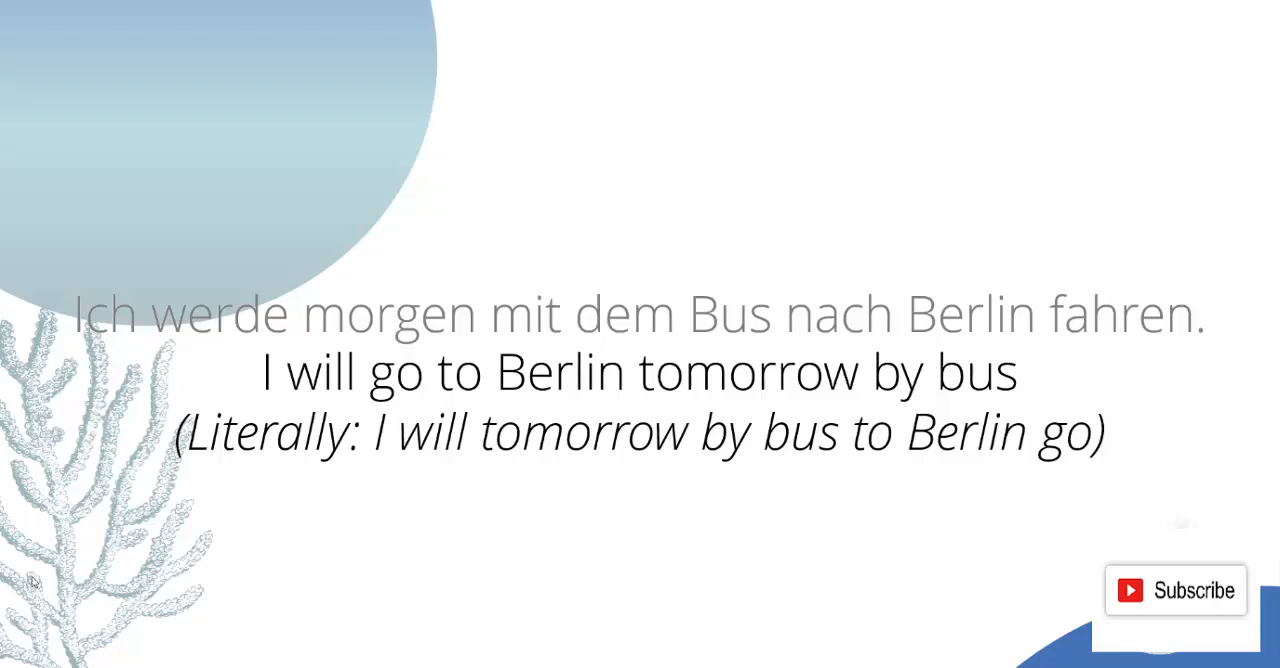 Ich werde morgen mit dem Bus nach Berlin fahren.
I will go to Berlin tomorrow by bus
(Literally: I will tomorrow by bus to Berlin go)
Subscribe